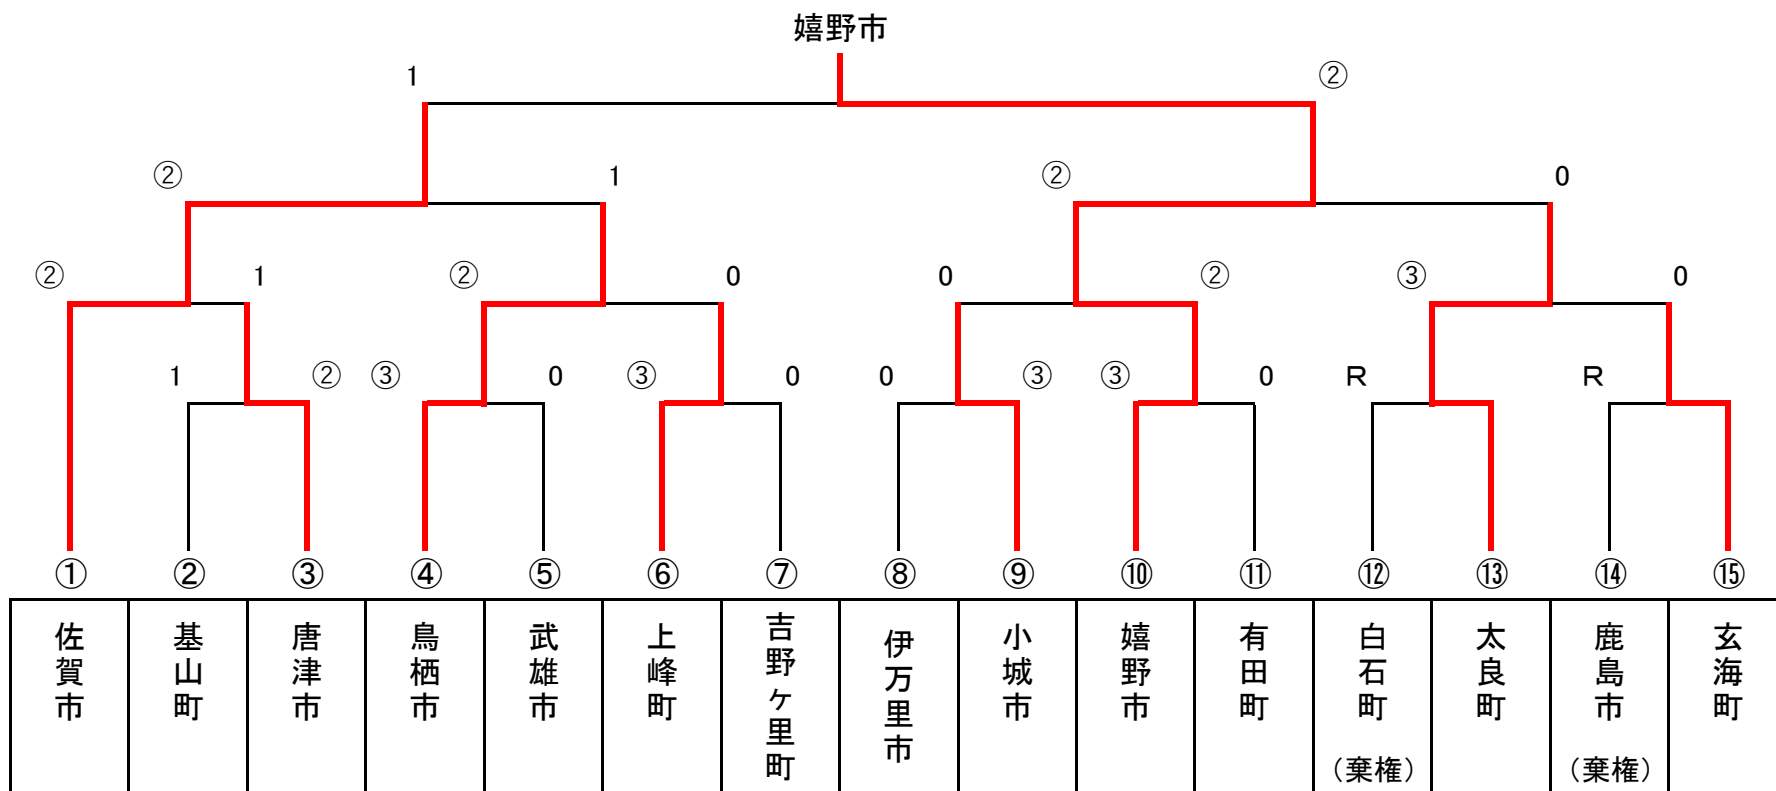 嬉野市
1 ②
② 1 ② 0
② 1 ② 0 0 ② ③ 0
1 ② ③ 0 ③ 0 0 ③ ③ 0 R R
① ② ③ ④ ⑤ ⑥ ⑦ ⑧ ⑨ ⑩ ⑪ ⑫ ⑬ ⑭ ⑮
佐賀市
基山町
唐津市
鳥栖市
武雄市
上峰町
吉野ヶ里町
伊万里市
小城市
嬉野市
有田町
白石町
(棄権)
太良町
鹿島市
(棄権)
玄海町